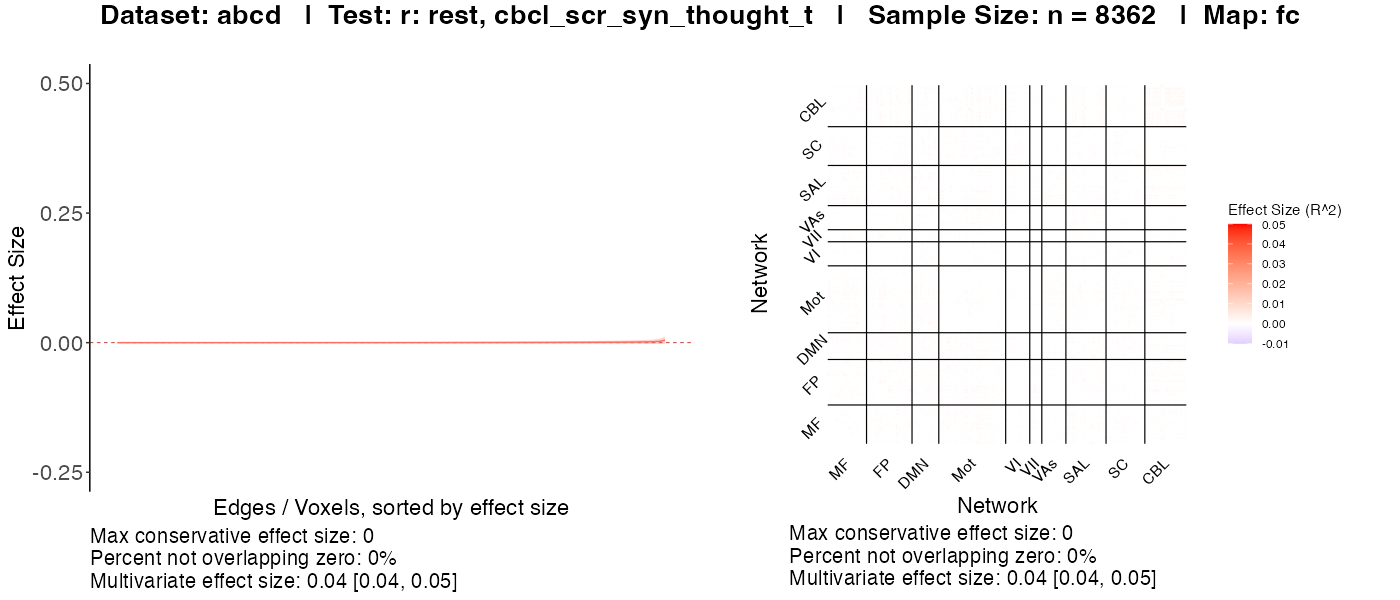 Dataset: abcd | Test: r: rest, cbcl_scr_syn_thought_t | Sample Size: n = 8362 | Map: fc
0.50
0.25
0.00
-0.25
Effect Size
Edges / Voxels, sorted by effect size
Max conservative effect size: 0
Percent not overlapping zero: 0%
Multivariate effect size: 0.04 [0.04, 0.05]
Network
CBL
SC
SAL
VAs
VII
VI
Mot
DMN
FP
MF
MF
FP
DMN
Mot
VI
VII
VAs
SAL
SC
CBL
Network
Max conservative effect size: 0
Percent not overlapping zero: 0%
Multivariate effect size: 0.04 [0.04, 0.05]
Effect Size (R^2)
0.05
0.04
0.03
0.02
0.01
0.00
-0.01